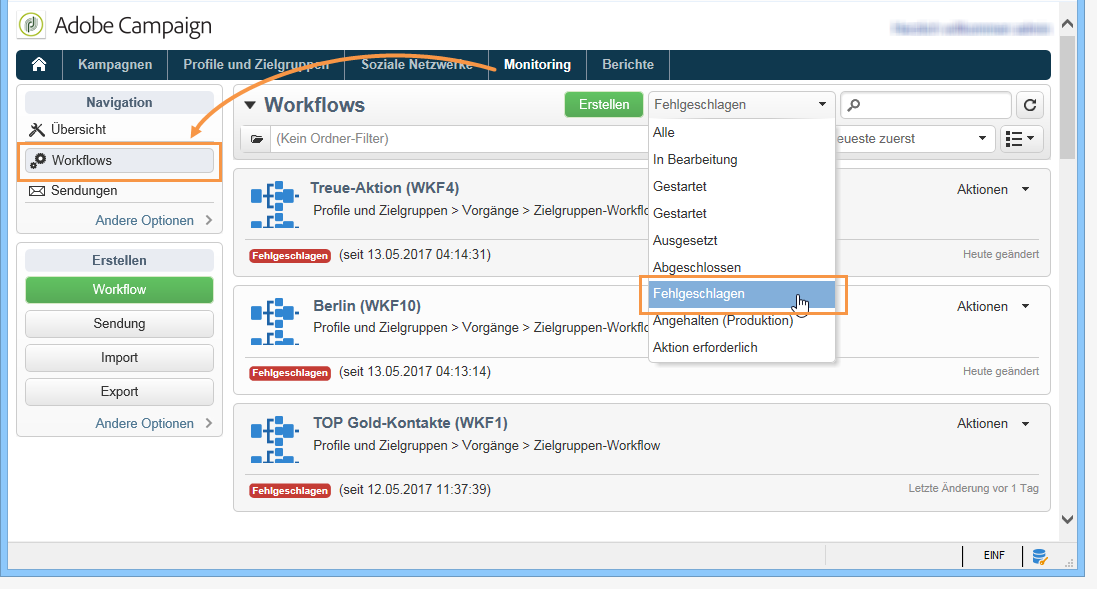 Adobe Campaign
Kampagnen Profile und Zielgruppen Soziale Netzwerke Monitoring Berichte
Navigation
Übersicht
Workflows
Sendungen
Andere Optionen
Erstellen
Workflow
Sendung
Import
Export
Andere Optionen
Workflows Erstellen Fehlgeschlagen
(Kein Ordner-Filter) ueste zuerst
Alle
In Bearbeitung
Gestartet
Gestartet
Ausgesetzt
Abgeschlossen
Fehlgeschlagen
Angehalten (Produktion)
Aktion erforderlich
Treue-Aktion (WKF4) Aktionen
Profile und Zielgruppen > Vorgänge > Zielgruppen-Workflo
Fehlgeschlagen (seit 13.05.2017 04:14:31) Heute geändert
Berlin (WKF10) Aktionen
Profile und Zielgruppen > Vorgänge > Zielgruppen-Workflo
Fehlgeschlagen (seit 13.05.2017 04:13:14) Heute geändert
TOP Gold-Kontakte (WKF1) Aktionen
Profile und Zielgruppen > Vorgänge > Zielgruppen-Workflow
Fehlgeschlagen (seit 12.05.2017 11:37:39) Letzte Änderung vor 1 Tag
EINF